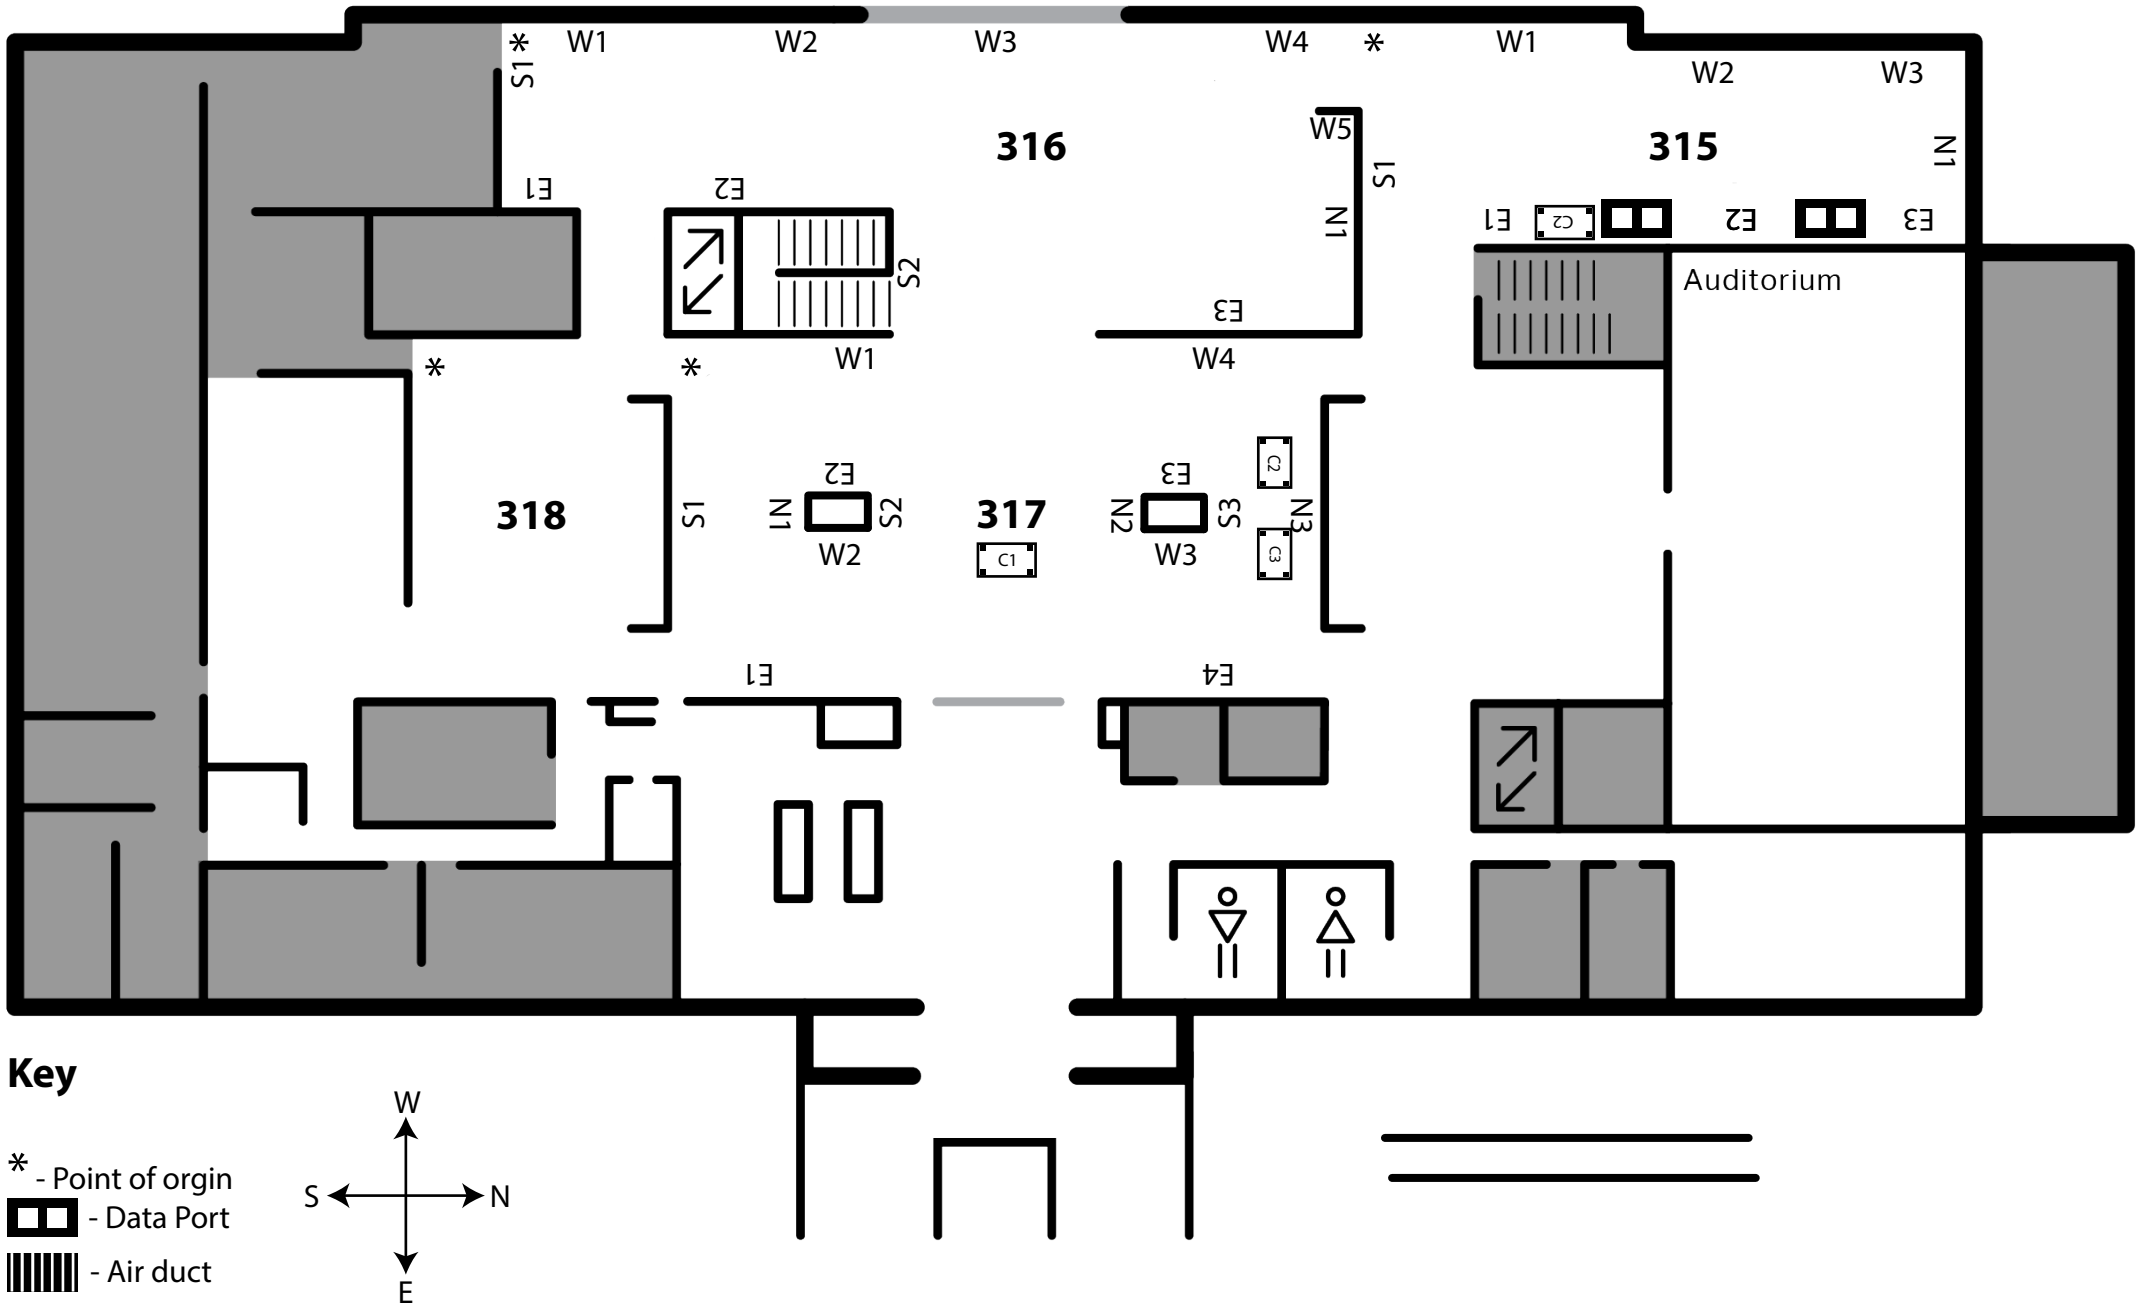 * W1 W2 W3 W4 * W1
S1
W2 W3
W5
316 315
N1
S1
E1 E2
N1
E1 C2 E2 E3
S2
Auditorium
E3
* * W1 W4
C2
E2 E3
318 S1 N1 S2 317 N2 S3 N3
W2 C1 W3 C3
E1 E4
Key
W
* - Point of orgin
S N
- Data Port
- Air duct
E